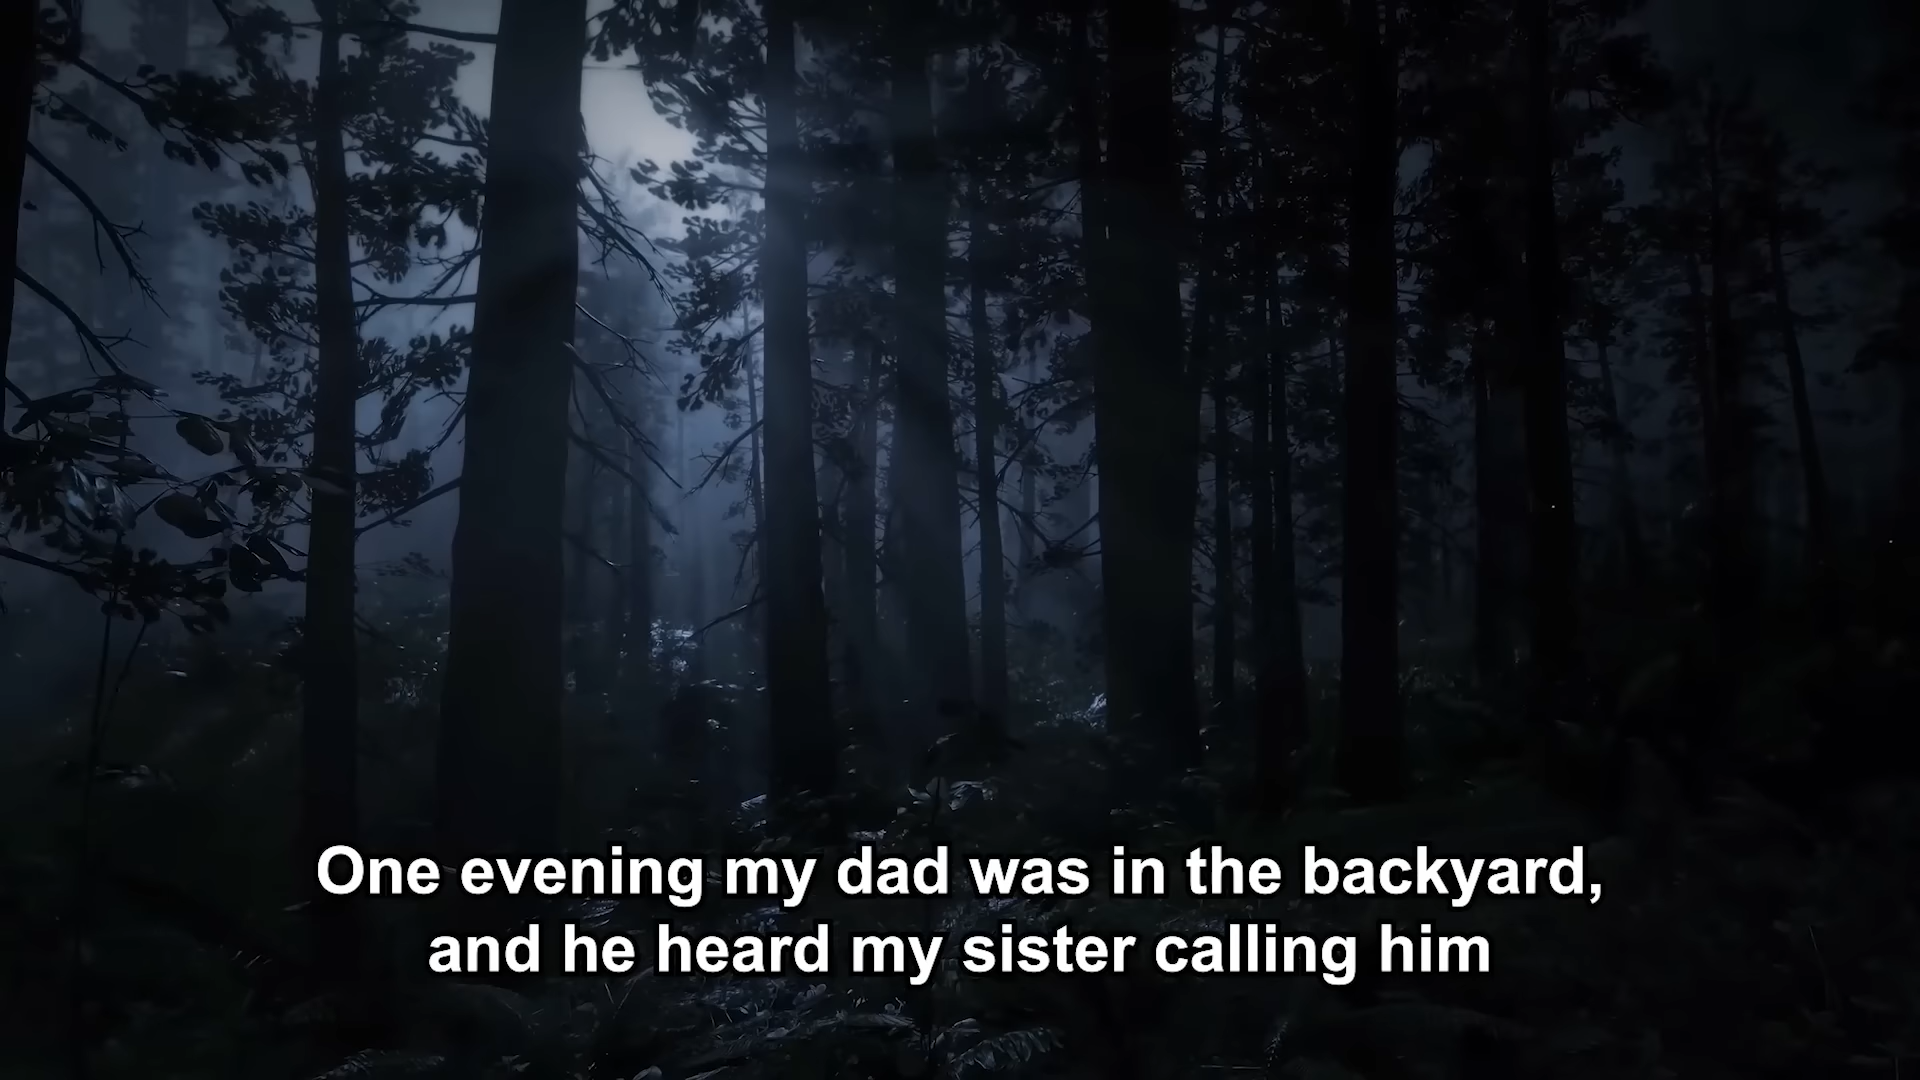 One evening my dad was in the backyard,
and he heard my sister calling him